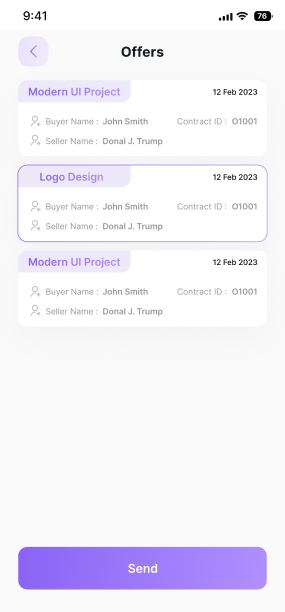 9:41
76
Offers
Modern UI Project 12 Feb 2023
Buyer Name : John Smith Contract ID : O1001
Seller Name : Donal J. Trump
Logo Design 12 Feb 2023
Buyer Name : John Smith Contract ID : O1001
Seller Name : Donal J. Trump
Modern UI Project 12 Feb 2023
Buyer Name : John Smith Contract ID : O1001
Seller Name : Donal J. Trump
Send